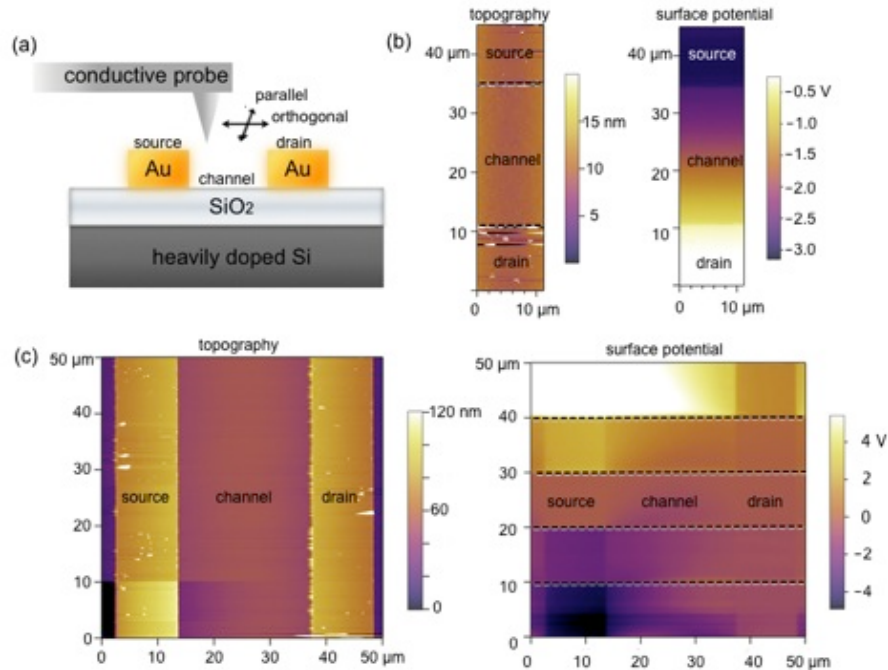 (a)
conductive probe
parallel
orthogonal
source
drain
Au
channel
Au
SiO2
heavily doped Si
(b)
topography
surface potential
40 µm
30
20
10
0
source
channel
drain
0
10 µm
15 nm
10
5
40 µm
30
20
10
0
source
channel
drain
0
10 µm
−0.5 V
−1.0
−1.5
−2.0
−2.5
−3.0
(c)
topography
50 µm
40
30
20
10
0
source
channel
drain
0
10
20
30
40
50 µm
120 nm
60
0
surface potential
50 µm
40
30
20
10
0
source
channel
drain
0
10
20
30
40
50 µm
4 V
2
0
−2
−4